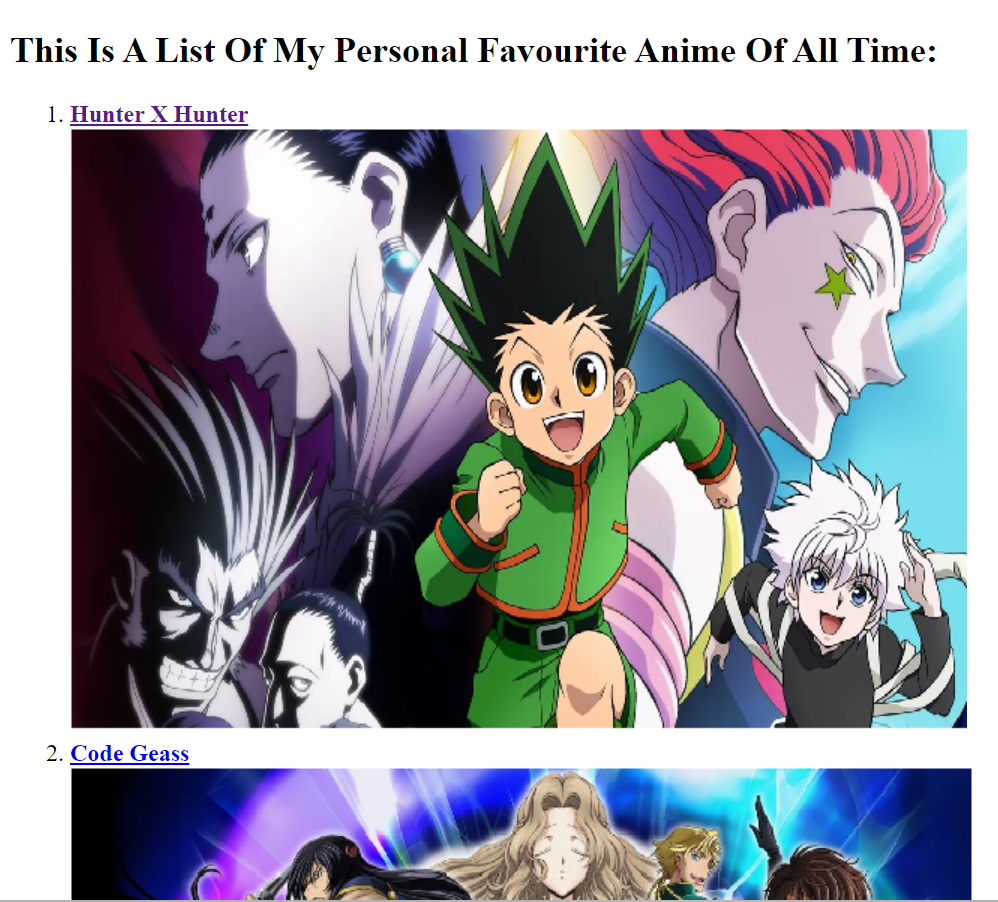 This Is A List Of My Personal Favourite Anime Of All Time:
1. Hunter X Hunter
2. Code Geass